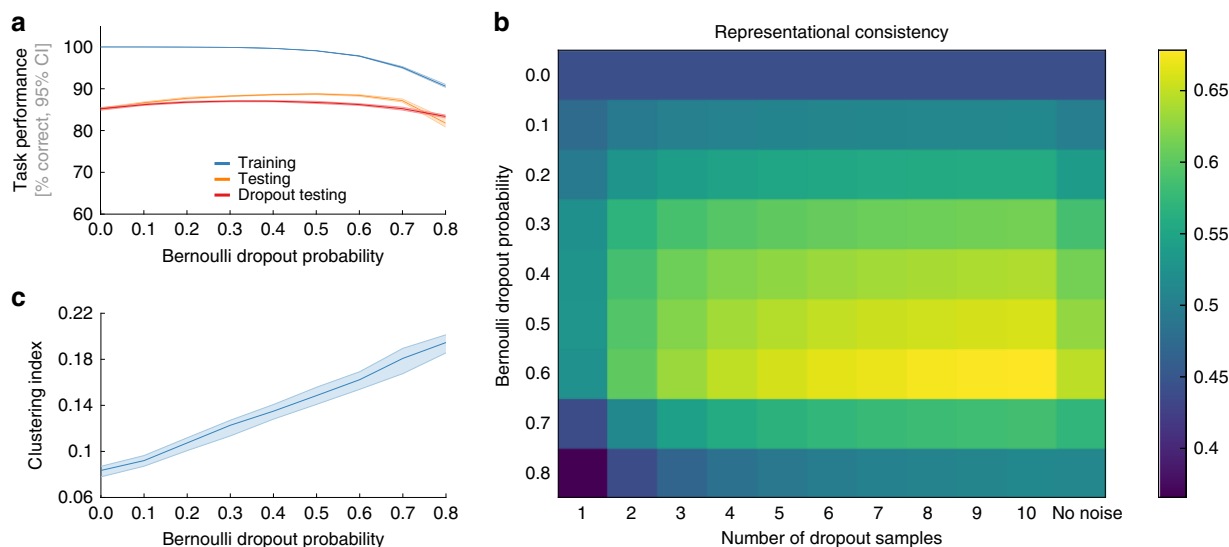 a
Task performance
[% correct, 95% CI]
100
90
80
70
60
Training
Testing
Dropout testing
0.0 0.1 0.2 0.3 0.4 0.5 0.6 0.7 0.8
Bernoulli dropout probability
b
Representational consistency
Bernoulli dropout probability
0.0
0.1
0.2
0.3
0.4
0.5
0.6
0.7
0.8
1 2 3 4 5 6 7 8 9 10 No noise
Number of dropout samples
0.65
0.6
0.55
0.5
0.45
0.4
c
Clustering index
0.22
0.18
0.14
0.1
0.06
0.0 0.1 0.2 0.3 0.4 0.5 0.6 0.7 0.8
Bernoulli dropout probability